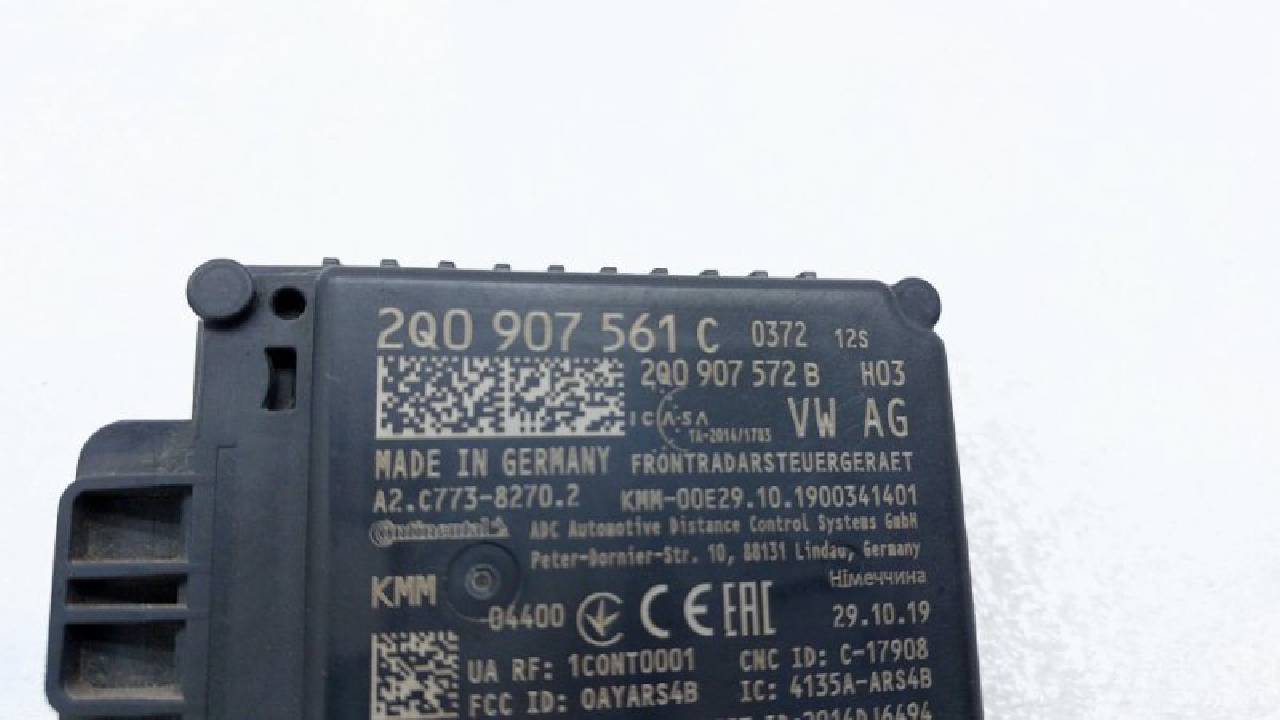 2Q0 907 561 C 0372 12S
2Q0 907 572 B H03
ICASA
TA-2014/1783 VW AG
MADE IN GERMANY FRONTRADARSTEUERGERAET
A2.C773-8270.2 KMM-00E29.10.1900341401
Continental ADC Automotive Distance Control Systems GmbH
Peter-Dornier-Str. 10, 88131 Lindau, Germany
Німеччина
KMM
04400 CE EAC 29.10.19
UA RF: 1CONT0001 CNC ID: C-17908
FCC ID: OAYARS4B IC: 4135A-ARS4B
ID:2014DJ6494